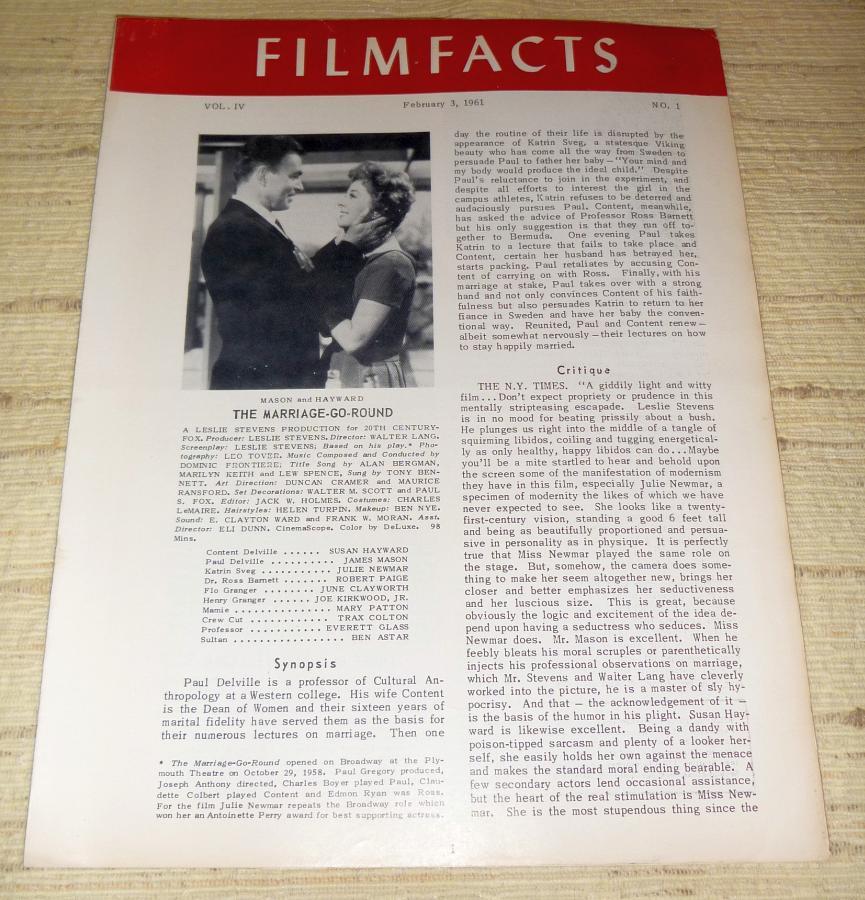 FILMFACTS
VOL. IV
February 3, 1961
NO. 1
MASON and HAYWARD
THE MARRIAGE-GO-ROUND
A LESLIE STEVENS PRODUCTION for 20TH CENTURY-
FOX. Producer: LESLIE STEVENS. Director: WALTER LANG.
Screenplay: LESLIE STEVENS; Based on his play.* Pho-
tography: LEO TOVER. Music Composed and Conducted by
DOMINIC FRONTIERE; Title Song by ALAN BERGMAN,
MARILYN KEITH and LEW SPENCE, Sung by TONY BEN-
NETT. Art Direction: DUNCAN CRAMER and MAURICE
RANSFORD. Set Decorations: WALTER M. SCOTT and PAUL
S. FOX. Editor: JACK W. HOLMES. Costumes: CHARLES
LeMAIRE. Hairstyles: HELEN TURPIN. Makeup: BEN NYE.
Sound: E. CLAYTON WARD and FRANK W. MORAN. Asst.
Director: ELI DUNN. CinemaScope. Color by DeLuxe. 98
Mins.
Content Delville ...... SUSAN HAYWARD
Paul Delville .......... JAMES MASON
Katrin Sveg ........... JULIE NEWMAR
Dr. Ross Barnett ....... ROBERT PAIGE
Flo Granger ........ JUNE CLAYWORTH
Henry Granger ...... JOE KIRKWOOD, JR.
Mamie ............... MARY PATTON
Crew Cut ............ TRAX COLTON
Professor ........... EVERETT GLASS
Sultan ................. BEN ASTAR
Synopsis
Paul Delville is a professor of Cultural An-
thropology at a Western college. His wife Content
is the Dean of Women and their sixteen years of
marital fidelity have served them as the basis for
their numerous lectures on marriage. Then one
* The Marriage-Go-Round opened on Broadway at the Ply-
mouth Theatre on October 29, 1958. Paul Gregory produced,
Joseph Anthony directed, Charles Boyer played Paul, Clau-
dette Colbert played Content and Edmon Ryan was Ross.
For the film Julie Newmar repeats the Broadway role which
won her an Antoinette Perry award for best supporting actress.
day the routine of their life is disrupted by the
appearance of Katrin Sveg, a statesque Viking
beauty who has come all the way from Sweden to
persuade Paul to father her baby — "Your mind and
my body would produce the ideal child." Despite
Paul's reluctance to join in the experiment, and
despite all efforts to interest the girl in the
campus athletes, Katrin refuses to be deterred and
audaciously pursues Paul. Content, meanwhile,
has asked the advice of Professor Ross Barnett
but his only suggestion is that they run off to-
gether to Bermuda. One evening Paul takes
Katrin to a lecture that fails to take place and
Content, certain her husband has betrayed her,
starts packing. Paul retaliates by accusing Con-
tent of carrying on with Ross. Finally, with his
marriage at stake, Paul takes over with a strong
hand and not only convinces Content of his faith-
fulness but also persuades Katrin to return to her
fiance in Sweden and have her baby the conven-
tional way. Reunited, Paul and Content renew —
albeit somewhat nervously — their lectures on how
to stay happily married.
Critique
THE N.Y. TIMES. "A giddily light and witty
film...Don't expect propriety or prudence in this
mentally stripteasing escapade. Leslie Stevens
is in no mood for beating prissily about a bush.
He plunges us right into the middle of a tangle of
squirming libidos, coiling and tugging energetical-
ly as only healthy, happy libidos can do...Maybe
you'll be a mite startled to hear and behold upon
the screen some of the manifestation of modernism
they have in this film, especially Julie Newmar, a
specimen of modernity the likes of which we have
never expected to see. She looks like a twenty-
first-century vision, standing a good 6 feet tall
and being as beautifully proportioned and persua-
sive in personality as in physique. It is perfectly
true that Miss Newmar played the same role on
the stage. But, somehow, the camera does some-
thing to make her seem altogether new, brings her
closer and better emphasizes her seductiveness
and her luscious size. This is great, because
obviously the logic and excitement of the idea de-
pend upon having a seductress who seduces. Miss
Newmar does. Mr. Mason is excellent. When he
feebly bleats his moral scruples or parenthetically
injects his professional observations on marriage,
which Mr. Stevens and Walter Lang have cleverly
worked into the picture, he is a master of sly hy-
pocrisy. And that — the acknowledgement of it —
is the basis of the humor in his plight. Susan Hay-
ward is likewise excellent. Being a dandy with
poison-tipped sarcasm and plenty of a looker her-
self, she easily holds her own against the menace
and makes the standard moral ending bearable. A
few secondary actors lend occasional assistance,
but the heart of the real stimulation is Miss New-
mar. She is the most stupendous thing since the
1